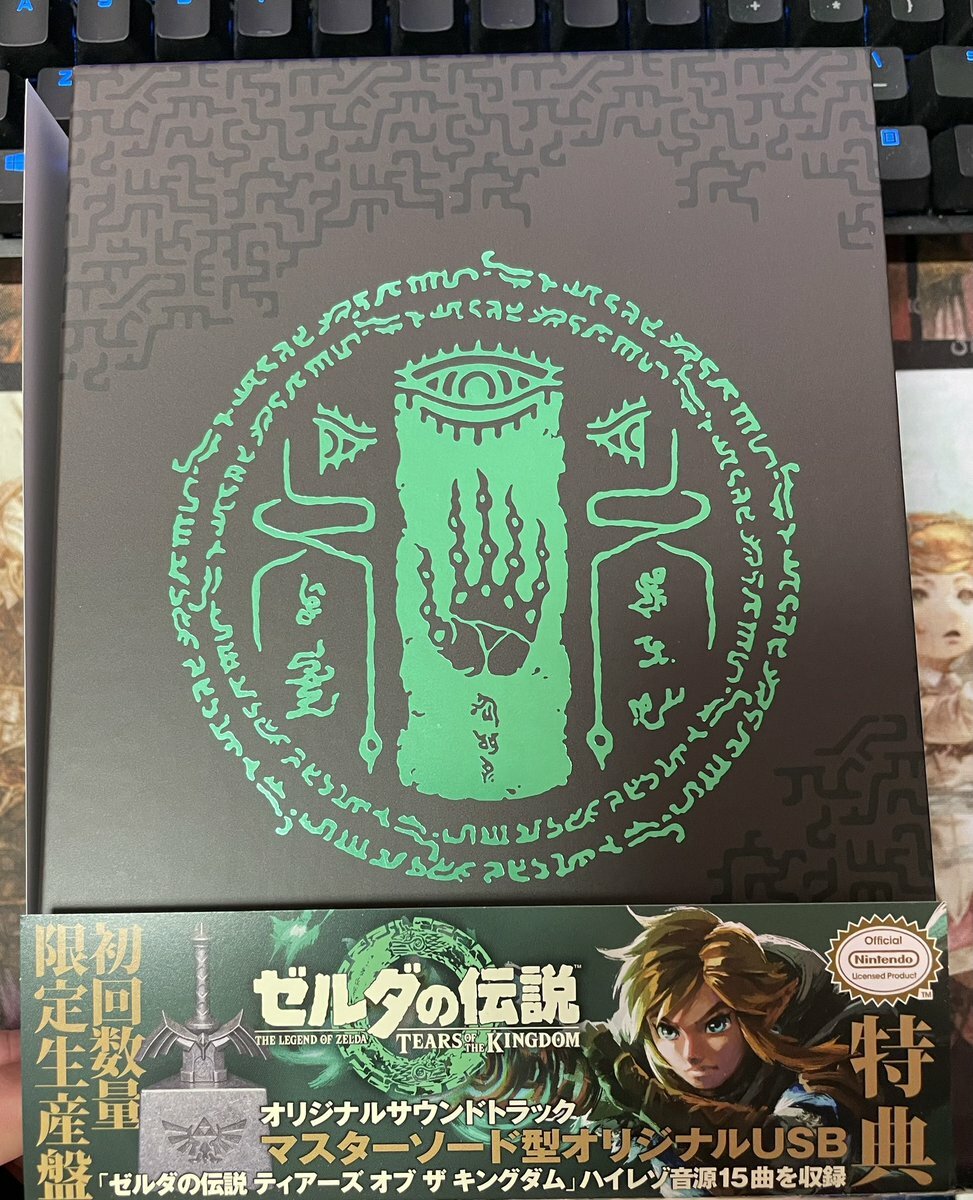 A
Z
初回数量
限定生産盤
ゼルダの伝説™
THE LEGEND OF ZELDA
TEARS OF THE KINGDOM
オリジナルサウンドトラック
マスターソード型オリジナルUSB
「ゼルダの伝説 ティアーズ オブ ザ キングダム」ハイレゾ音源15曲を収録
Official
Nintendo
Licensed Product
™
特典